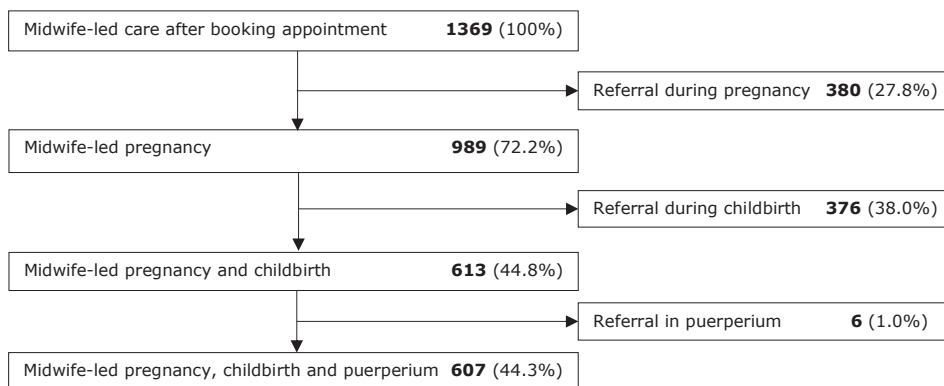 Midwife-led care after booking appointment 1369 (100%)
Referral during pregnancy 380 (27.8%)
Midwife-led pregnancy 989 (72.2%)
Referral during childbirth 376 (38.0%)
Midwife-led pregnancy and childbirth 613 (44.8%)
Referral in puerperium 6 (1.0%)
Midwife-led pregnancy, childbirth and puerperium 607 (44.3%)